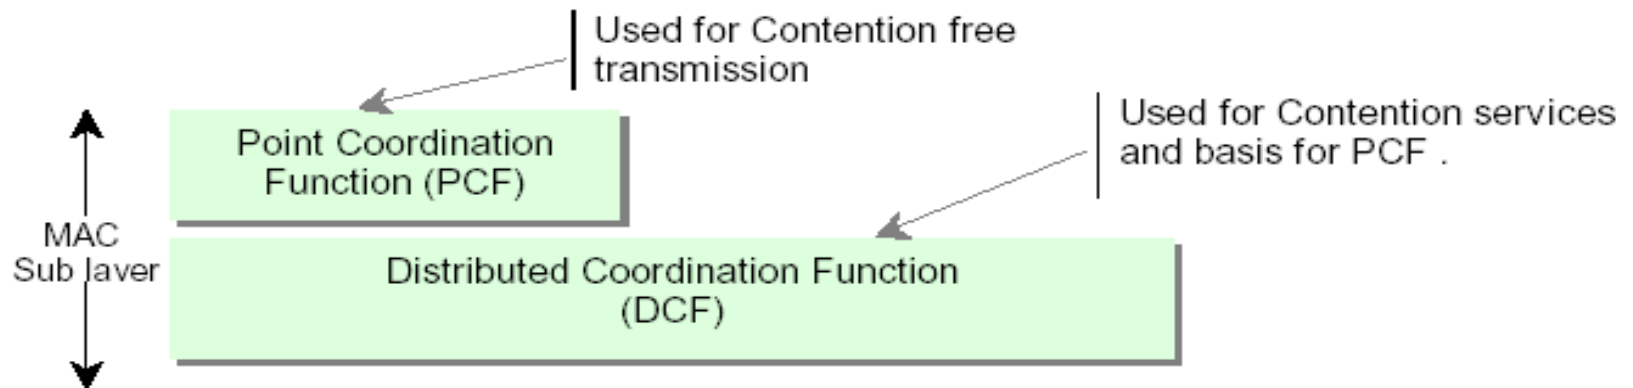 Used for Contention free
transmission
Used for Contention services
and basis for PCF .
Point Coordination
Function (PCF)
MAC
Sub laver
Distributed Coordination Function
(DCF)